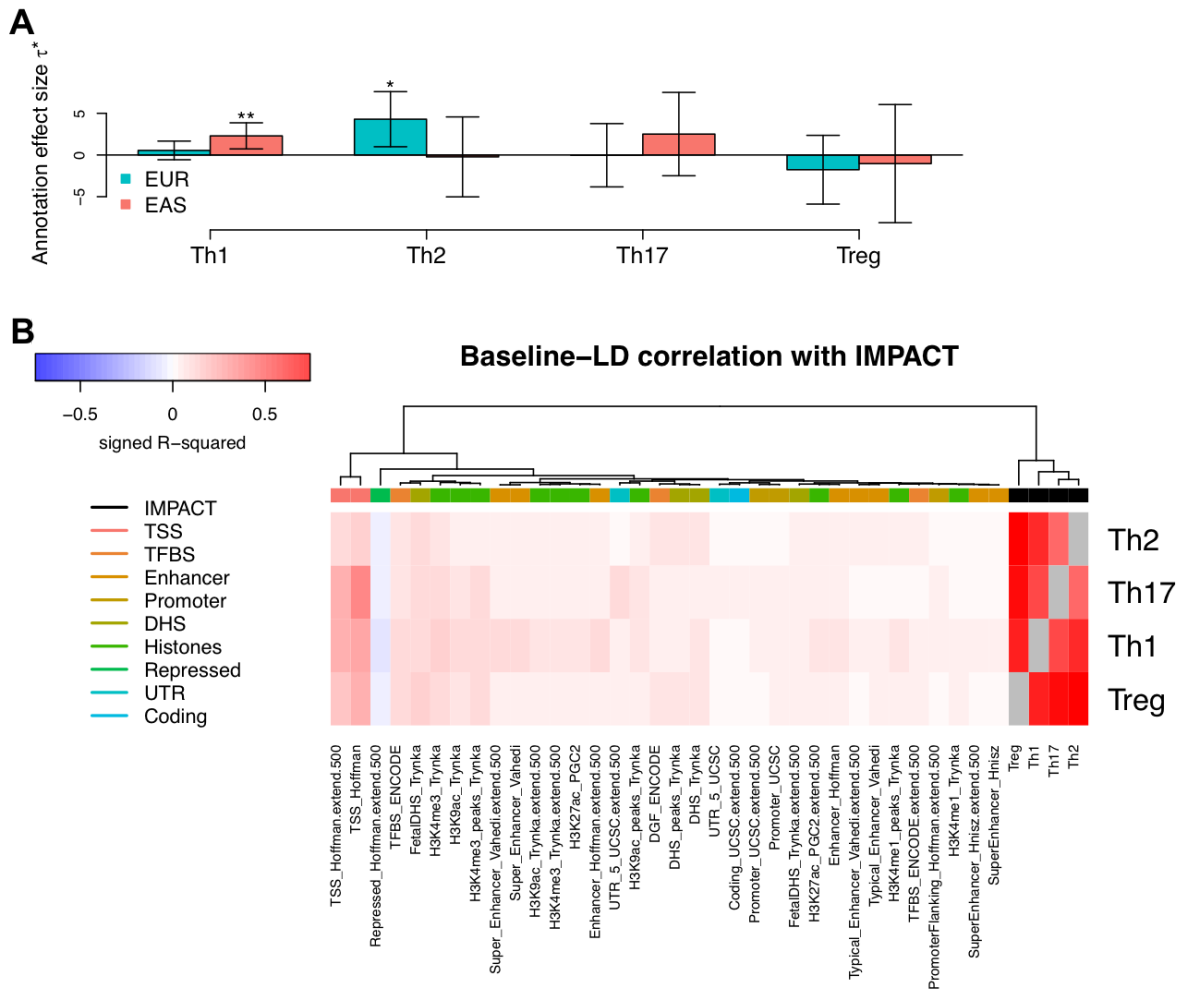 A
Annotation effect size τ*
5
0
−5
*
**
EUR
EAS
Th1
Th2
Th17
Treg
B
−0.5
0
0.5
signed R−squared
Baseline−LD correlation with IMPACT
IMPACT
TSS
TFBS
Enhancer
Promoter
DHS
Histones
Repressed
UTR
Coding
Th2
Th17
Th1
Treg
TSS_Hoffman.extend.500
TSS_Hoffman
Repressed_Hoffman.extend.500
TFBS_ENCODE
FetalDHS_Trynka
H3K4me3_Trynka
H3K9ac_Trynka
H3K4me3_peaks_Trynka
Super_Enhancer_Vahedi.extend.500
Super_Enhancer_Vahedi
H3K9ac_Trynka.extend.500
H3K4me3_Trynka.extend.500
H3K27ac_PGC2
Enhancer_Hoffman.extend.500
UTR_5_UCSC.extend.500
H3K9ac_peaks_Trynka
DGF_ENCODE
DHS_peaks_Trynka
DHS_Trynka
UTR_5_UCSC
Coding_UCSC.extend.500
Promoter_UCSC.extend.500
Promoter_UCSC
FetalDHS_Trynka.extend.500
H3K27ac_PGC2.extend.500
Enhancer_Hoffman
Typical_Enhancer_Vahedi.extend.500
Typical_Enhancer_Vahedi
H3K4me1_peaks_Trynka
TFBS_ENCODE.extend.500
PromoterFlanking_Hoffman.extend.500
H3K4me1_Trynka
SuperEnhancer_Hnisz.extend.500
SuperEnhancer_Hnisz
Treg
Th1
Th17
Th2